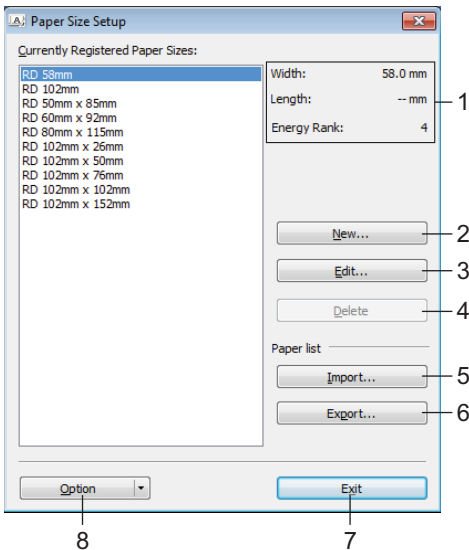 Paper Size Setup
Currently Registered Paper Sizes:
RD 58mm
RD 102mm
RD 50mm x 85mm
RD 60mm x 92mm
RD 80mm x 115mm
RD 102mm x 26mm
RD 102mm x 50mm
RD 102mm x 76mm
RD 102mm x 102mm
RD 102mm x 152mm
Width: 58.0 mm
Length: -- mm
Energy Rank: 4
1
New... 2
Edit... 3
Delete 4
Paper list
Import... 5
Export... 6
Option Exit
8 7